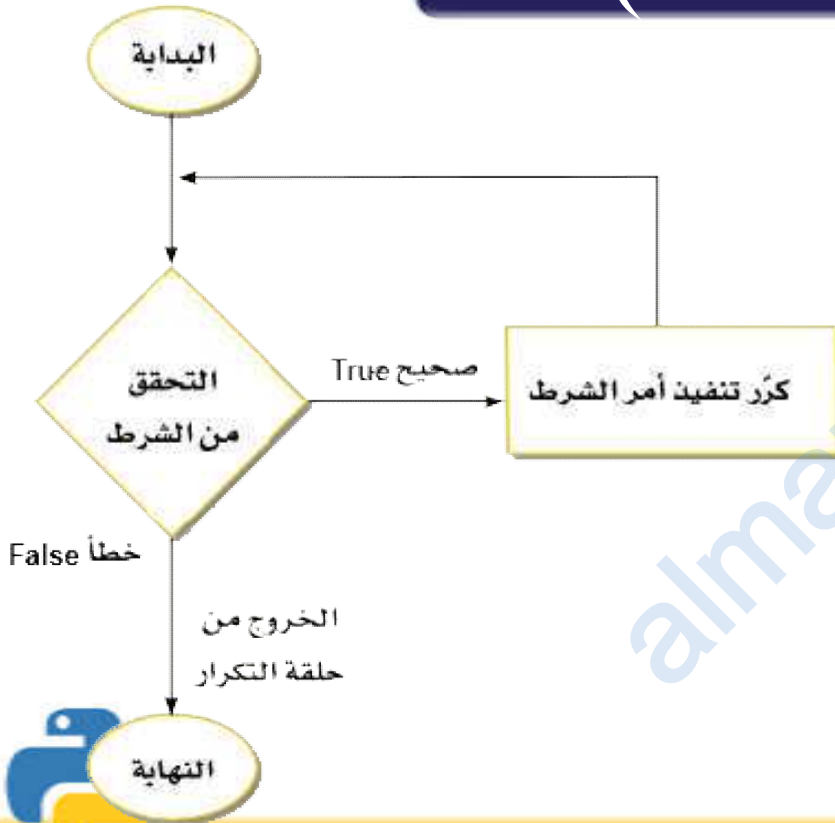 البداية
التحقق
من الشرط
صحيح True
كرّر تنفيذ أمر الشرط
خطأ False
الخروج من
حلقة التكرار
النهاية